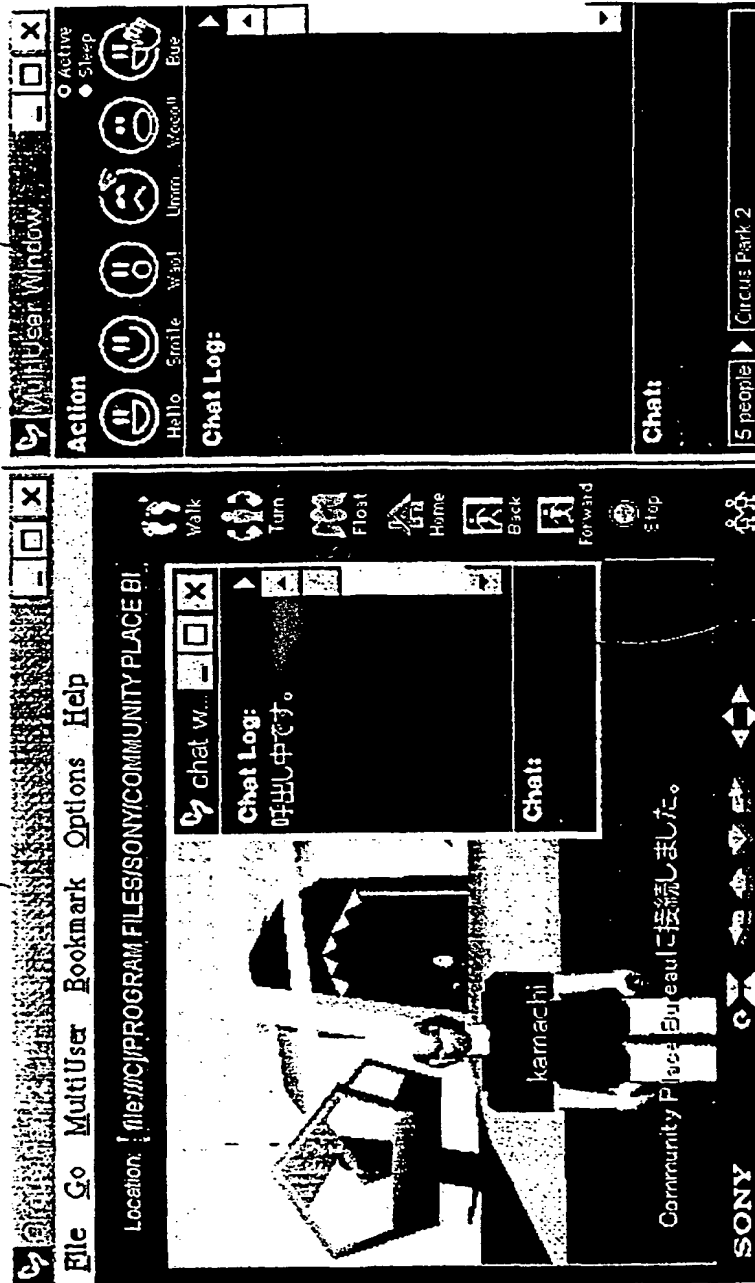 File Go MultiUser Bookmark Options Help
Location: [ file:///C|/PROGRAM FILES/SONY/COMMUNITY PLACE BI
chat w...
Chat Log:
呼出し中です。
Chat:
kamachi
Community Place Bureauに接続しました。
Walk
Turn
Float
Home
Back
Forward
Stop
SONY
MultiUser Window
Action
Active
Sleep
Hello Smile Wao! Umm.. Wooo!! Bye
Chat Log:
Chat:
5 people
Circus Park 2